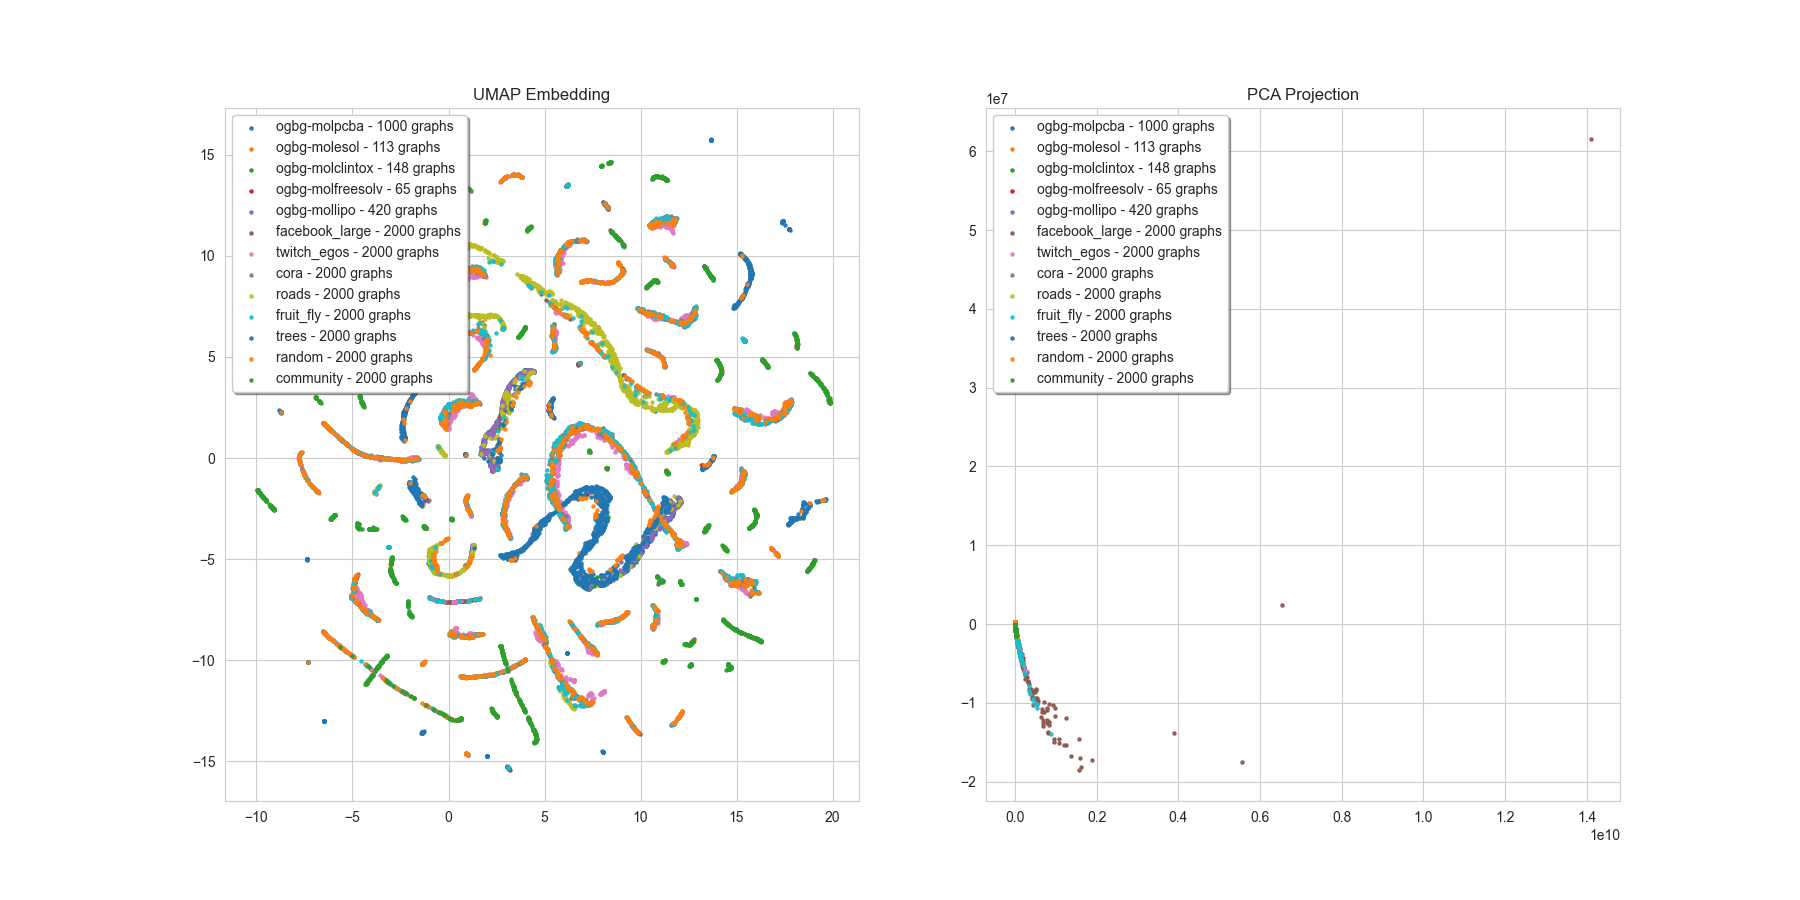 UMAP Embedding
ogbg-molpcba - 1000 graphs
ogbg-molesol - 113 graphs
ogbg-molclintox - 148 graphs
ogbg-molfreesolv - 65 graphs
ogbg-mollipo - 420 graphs
facebook_large - 2000 graphs
twitch_egos - 2000 graphs
cora - 2000 graphs
roads - 2000 graphs
fruit_fly - 2000 graphs
trees - 2000 graphs
random - 2000 graphs
community - 2000 graphs
15
10
5
0
−5
−10
−15
−10 −5 0 5 10 15 20
PCA Projection
1e7
ogbg-molpcba - 1000 graphs
ogbg-molesol - 113 graphs
ogbg-molclintox - 148 graphs
ogbg-molfreesolv - 65 graphs
ogbg-mollipo - 420 graphs
facebook_large - 2000 graphs
twitch_egos - 2000 graphs
cora - 2000 graphs
roads - 2000 graphs
fruit_fly - 2000 graphs
trees - 2000 graphs
random - 2000 graphs
community - 2000 graphs
6
5
4
3
2
1
0
−1
−2
0.0 0.2 0.4 0.6 0.8 1.0 1.2 1.4
1e10